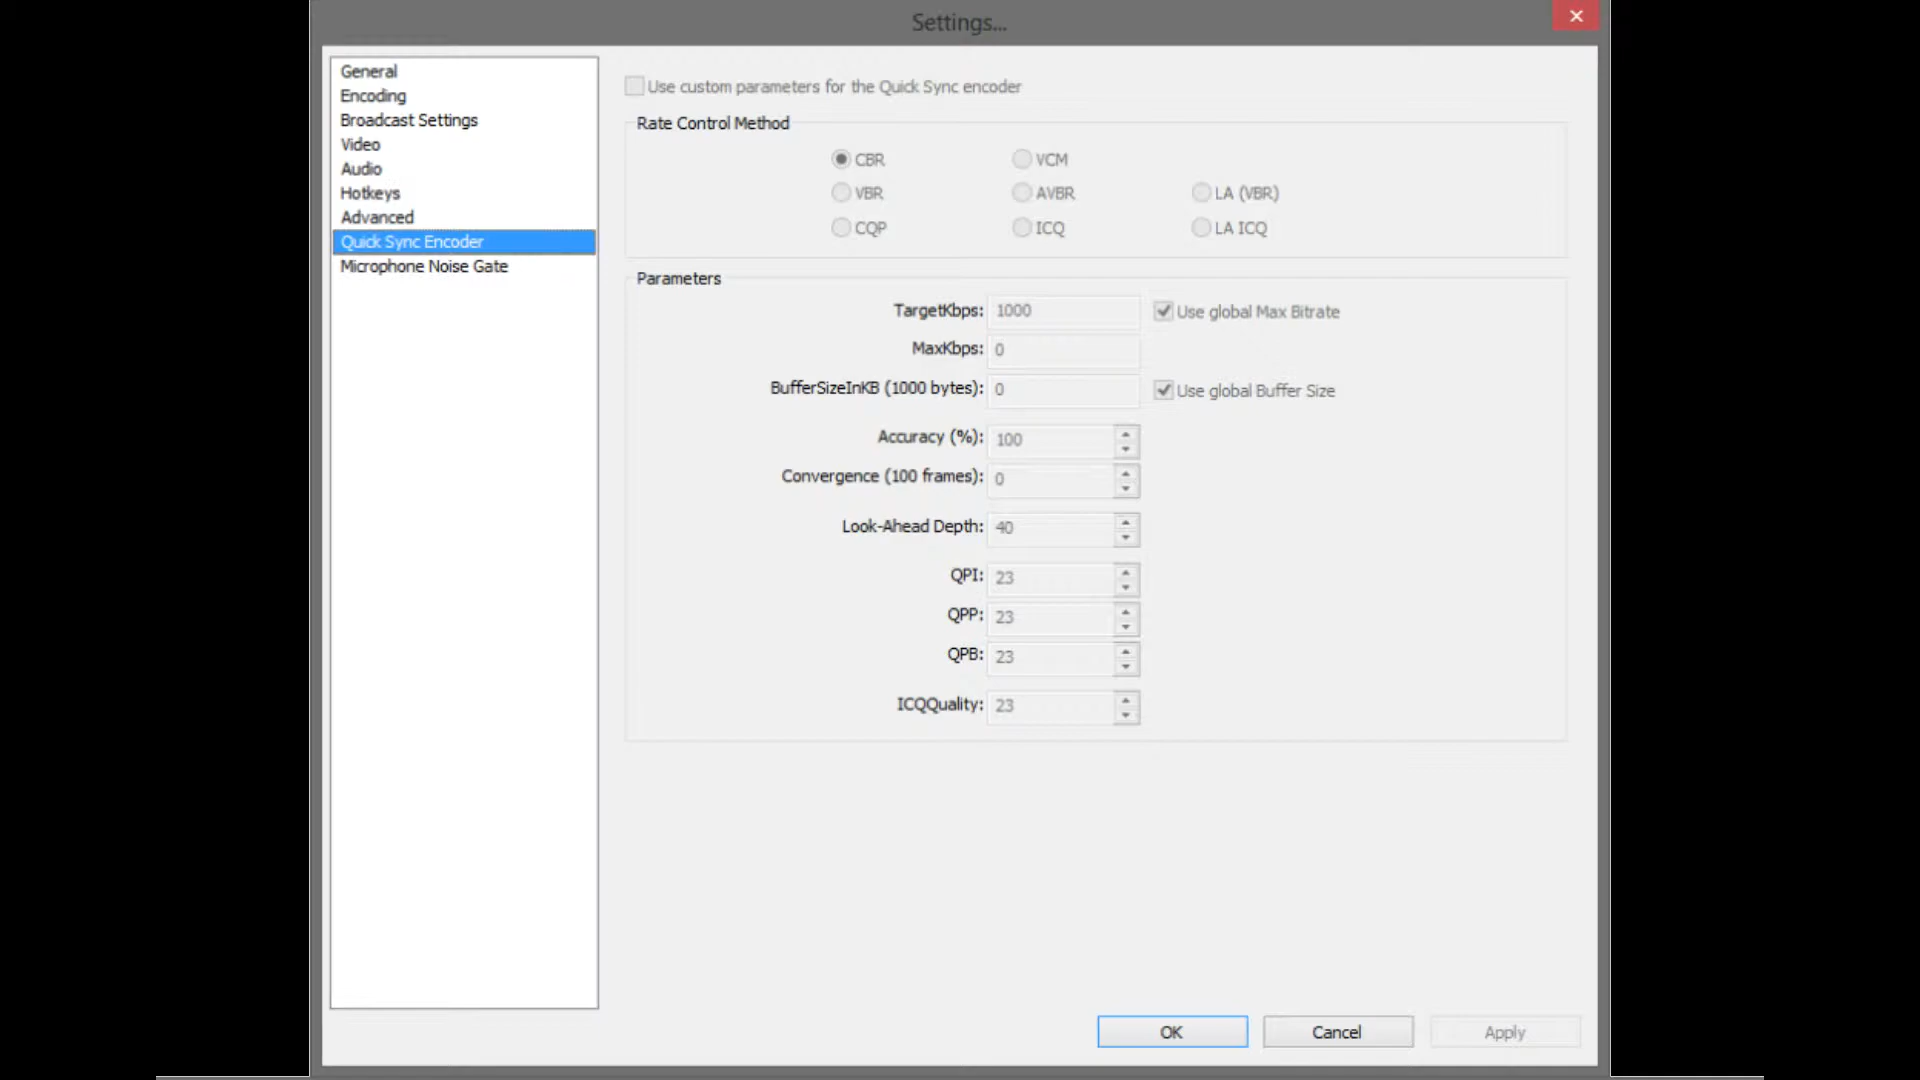 Settings...
General
Encoding
Broadcast Settings
Video
Audio
Hotkeys
Advanced
Quick Sync Encoder
Microphone Noise Gate
Use custom parameters for the Quick Sync encoder
Rate Control Method
CBR VCM
VBR AVBR LA (VBR)
CQP ICQ LA ICQ
Parameters
TargetKbps: 1000 Use global Max Bitrate
MaxKbps: 0
BufferSizeInKB (1000 bytes): 0 Use global Buffer Size
Accuracy (%): 100
Convergence (100 frames): 0
Look-Ahead Depth: 40
QPI: 23
QPP: 23
QPB: 23
ICQQuality: 23
OK Cancel Apply